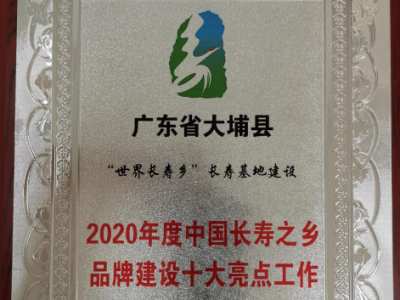 广东省大埔县
“世界长寿乡”长寿基地建设
2020年度中国长寿之乡
品牌建设十大亮点工作